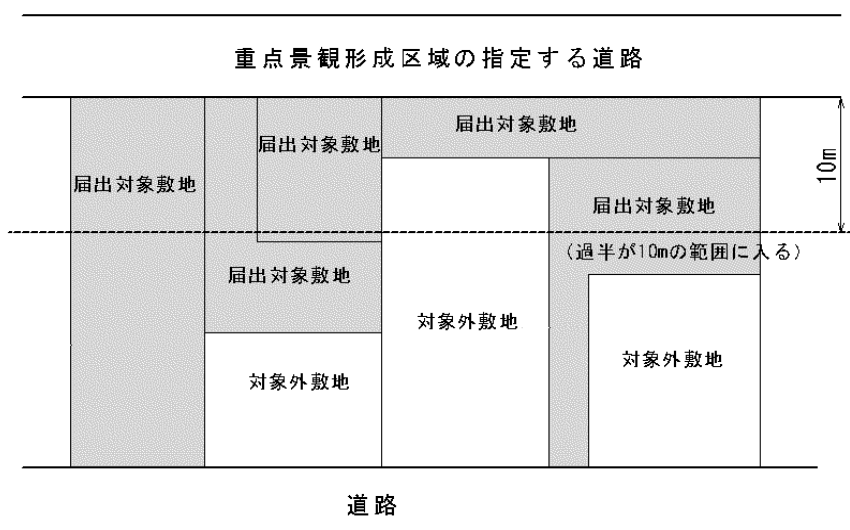 重点景観形成区域の指定する道路
届出対象敷地
届出対象敷地
届出対象敷地
10m
届出対象敷地
（過半が10mの範囲に入る）
届出対象敷地
対象外敷地
対象外敷地
対象外敷地
道路